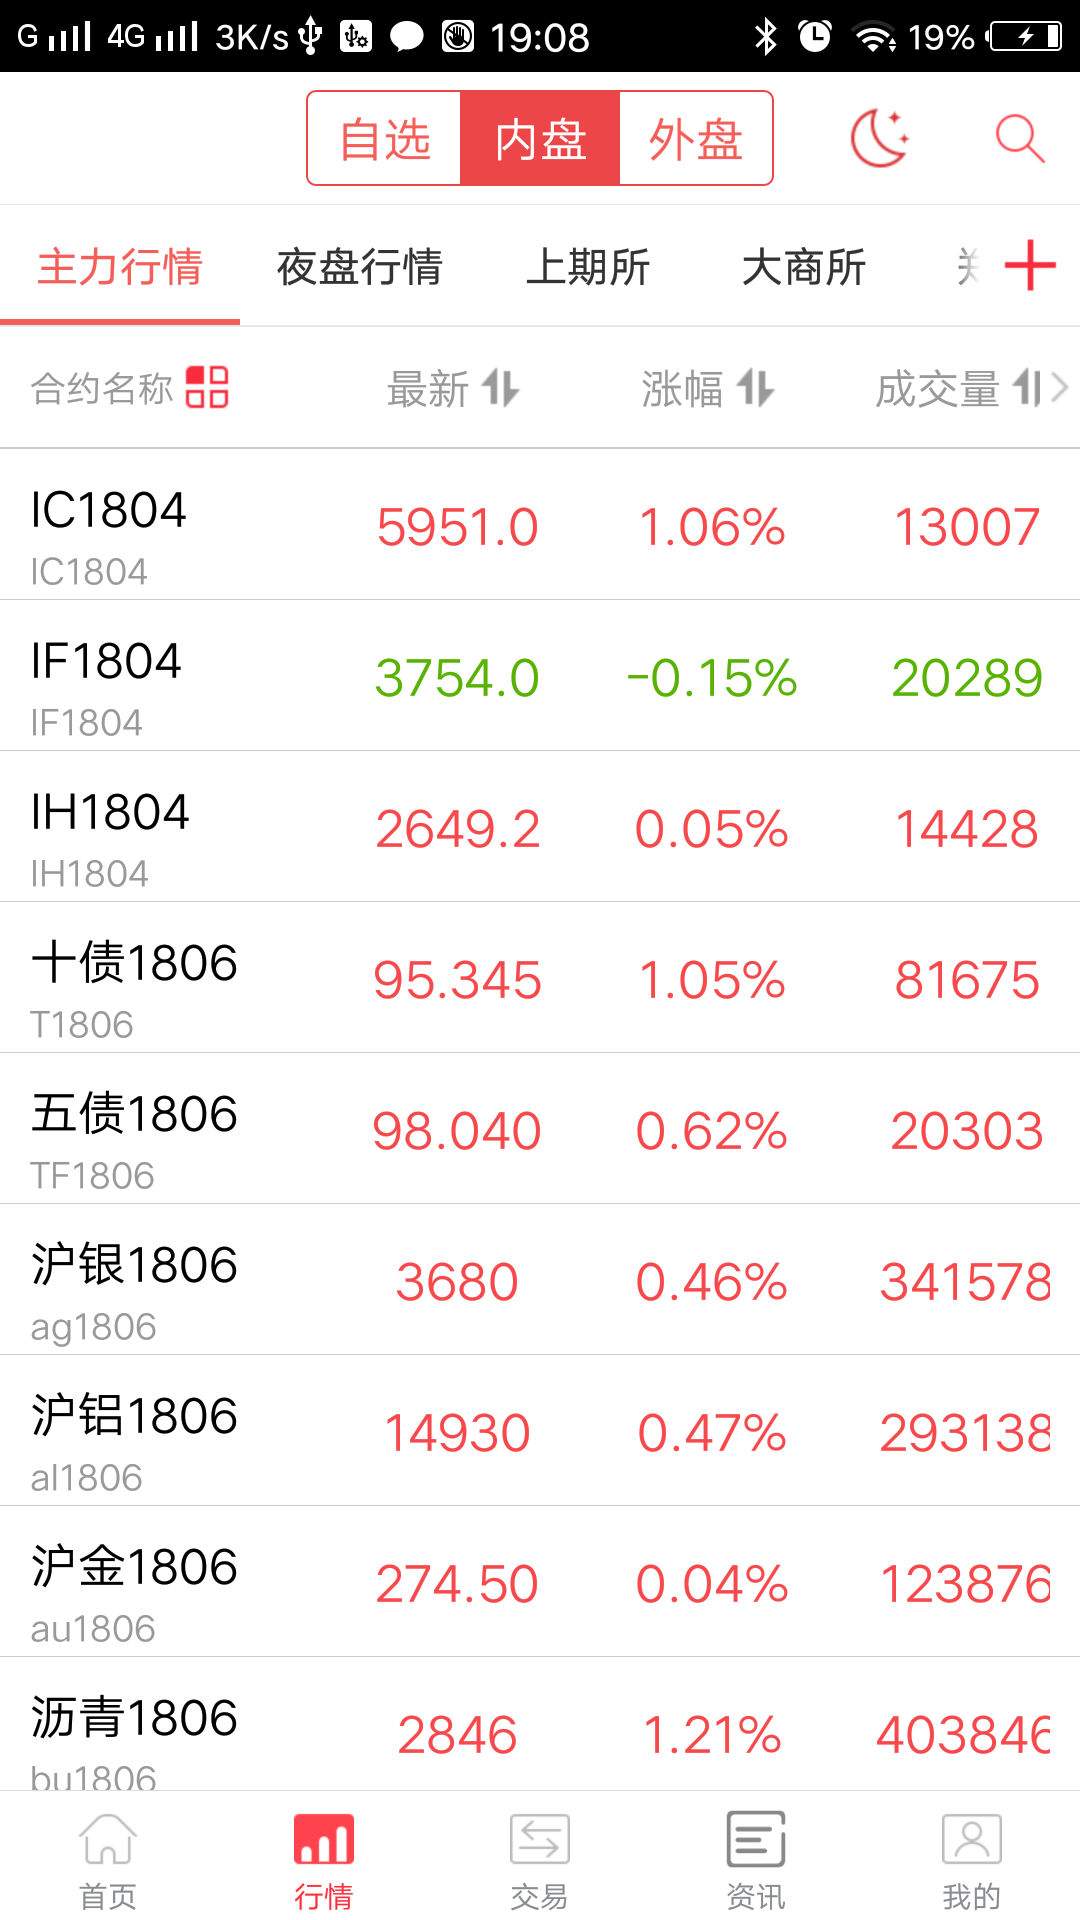 G 4G 3K/s 19:08 19%
自选 内盘 外盘
主力行情 夜盘行情 上期所 大商所
合约名称 最新 涨幅 成交量
IC1804 5951.0 1.06% 13007
IC1804
IF1804 3754.0 -0.15% 20289
IF1804
IH1804 2649.2 0.05% 14428
IH1804
十债1806 95.345 1.05% 81675
T1806
五债1806 98.040 0.62% 20303
TF1806
沪银1806 3680 0.46% 341578
ag1806
沪铝1806 14930 0.47% 293138
al1806
沪金1806 274.50 0.04% 123876
au1806
沥青1806 2846 1.21% 403846
bu1806
首页 行情 交易 资讯 我的